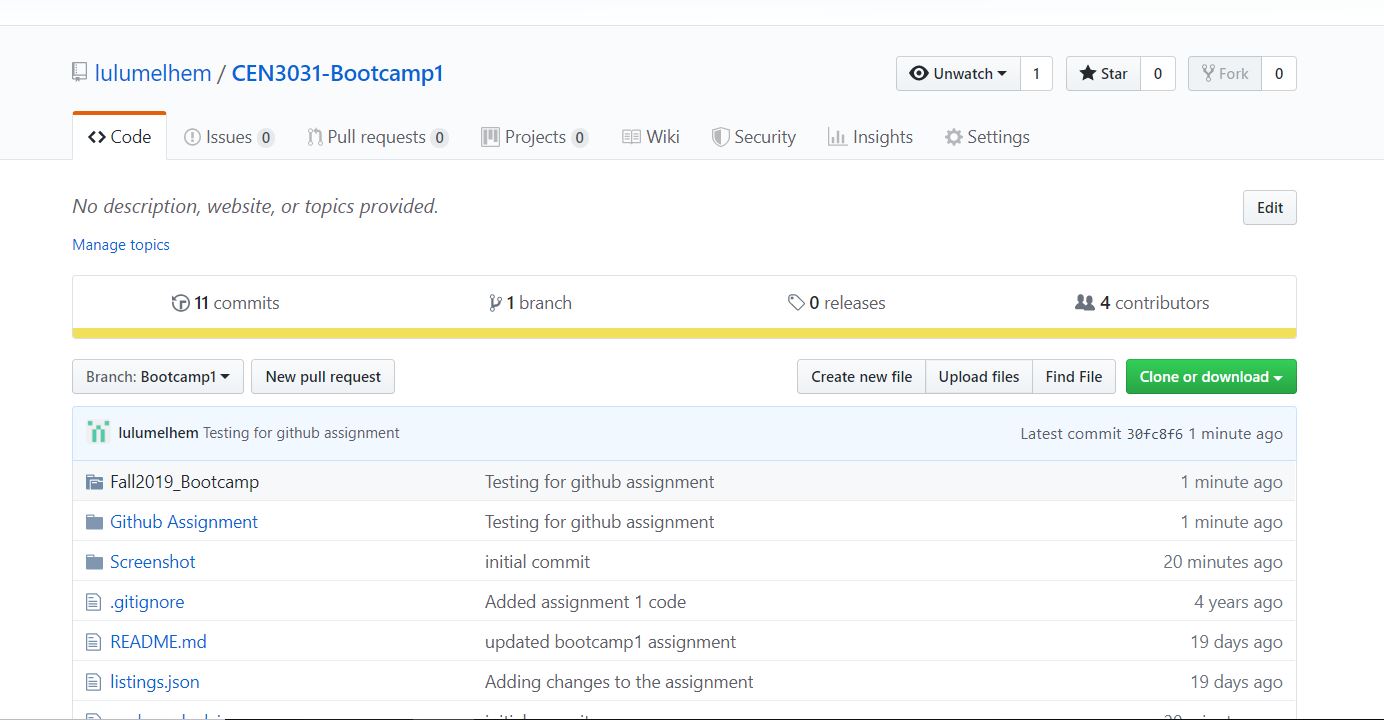 lulumelhem / CEN3031-Bootcamp1
Unwatch 1 Star 0 Fork 0
Code Issues 0 Pull requests 0 Projects 0 Wiki Security Insights Settings
No description, website, or topics provided. Edit
Manage topics
11 commits 1 branch 0 releases 4 contributors
Branch: Bootcamp1 New pull request Create new file Upload files Find File Clone or download
lulumelhem Testing for github assignment Latest commit 30fc8f6 1 minute ago
Fall2019_Bootcamp Testing for github assignment 1 minute ago
Github Assignment Testing for github assignment 1 minute ago
Screenshot initial commit 20 minutes ago
.gitignore Added assignment 1 code 4 years ago
README.md updated bootcamp1 assignment 19 days ago
listings.json Adding changes to the assignment 19 days ago